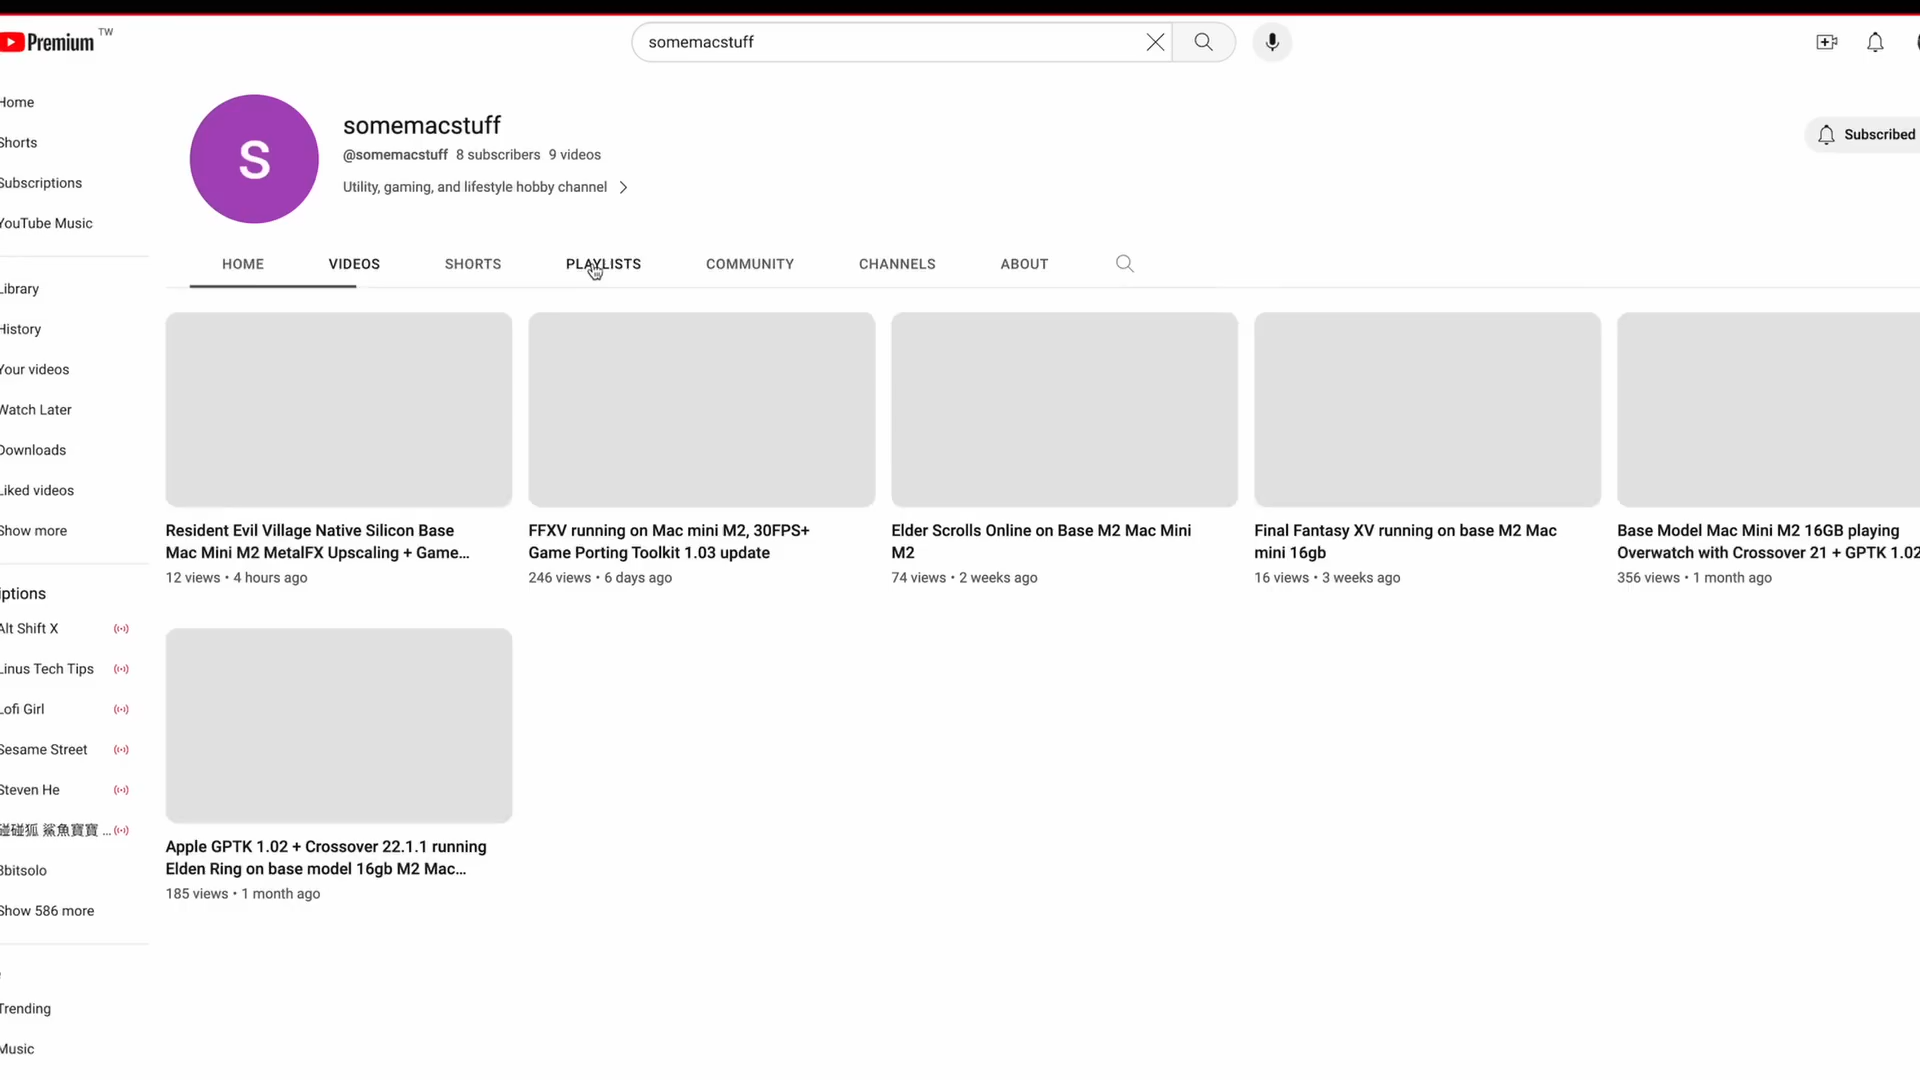 Premium TW
somemacstuff
Home
Shorts
Subscriptions
YouTube Music
Library
History
Your videos
Watch Later
Downloads
Liked videos
Show more
iptions
Alt Shift X
Linus Tech Tips
Lofi Girl
Sesame Street
Steven He
碰碰狐 鯊魚寶寶 ...
8bitsolo
Show 586 more
Trending
Music
S
somemacstuff
@somemacstuff 8 subscribers 9 videos
Utility, gaming, and lifestyle hobby channel
Subscribed
HOME VIDEOS SHORTS PLAYLISTS COMMUNITY CHANNELS ABOUT
Resident Evil Village Native Silicon Base
Mac Mini M2 MetalFX Upscaling + Game...
12 views • 4 hours ago
FFXV running on Mac mini M2, 30FPS+
Game Porting Toolkit 1.03 update
246 views • 6 days ago
Elder Scrolls Online on Base M2 Mac Mini
M2
74 views • 2 weeks ago
Final Fantasy XV running on base M2 Mac
mini 16gb
16 views • 3 weeks ago
Base Model Mac Mini M2 16GB playing
Overwatch with Crossover 21 + GPTK 1.02
356 views • 1 month ago
Apple GPTK 1.02 + Crossover 22.1.1 running
Elden Ring on base model 16gb M2 Mac...
185 views • 1 month ago